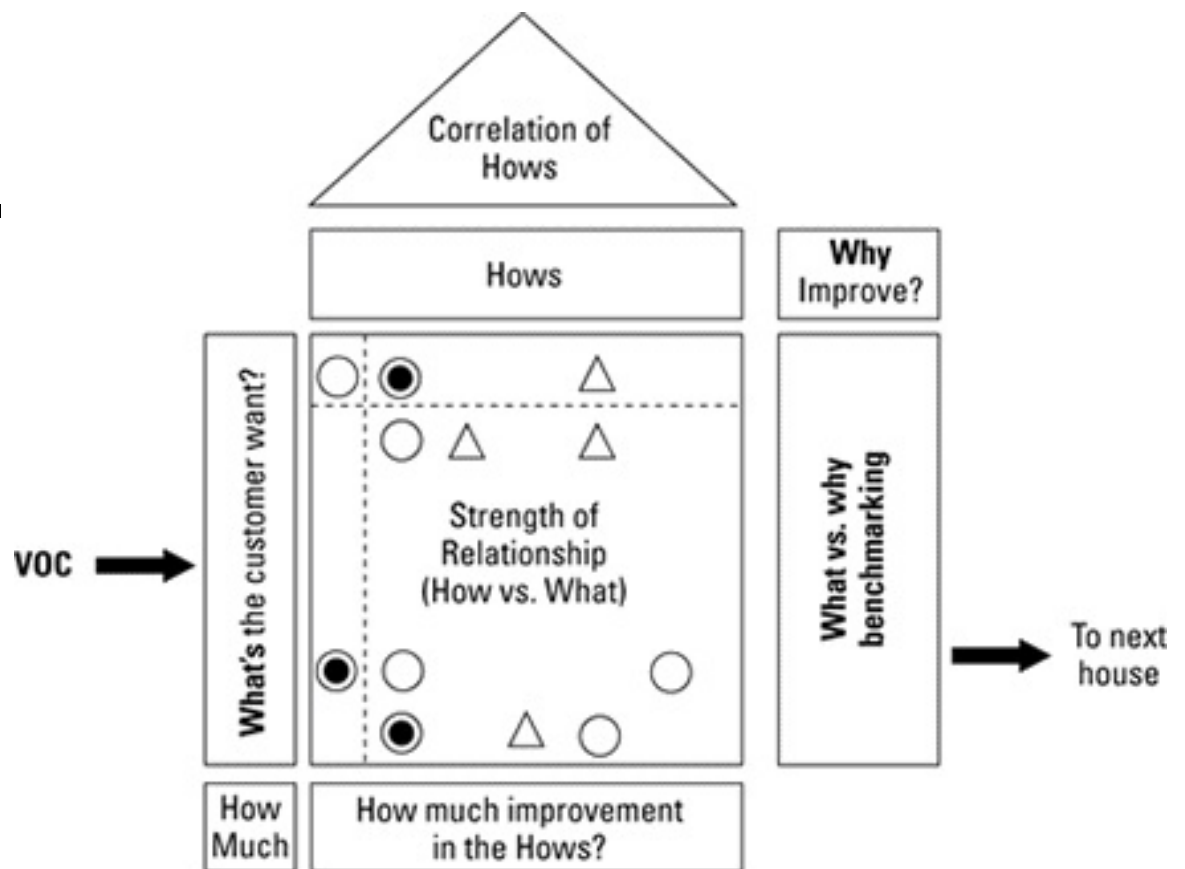 Correlation of
Hows
Hows
Why
Improve?
VOC
What's the customer want?
Strength of
Relationship
(How vs. What)
What vs. why
benchmarking
To next
house
How
Much
How much improvement
in the Hows?